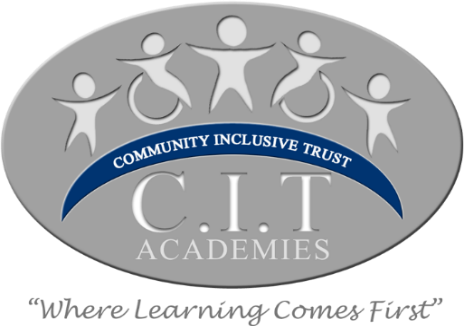 COMMUNITY INCLUSIVE TRUST
C.I.T
ACADEMIES
“Where Learning Comes First”